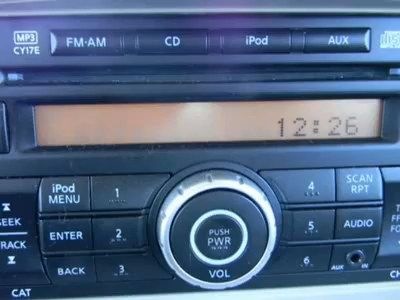 MP3
CY17E
FM·AM
CD
iPod
AUX
12:26
iPod
MENU
1
4
SCAN
RPT
SEEK
TRACK
ENTER
2
PUSH
PWR
VOL
5
AUDIO
BACK
3
6
AUX IN
CAT